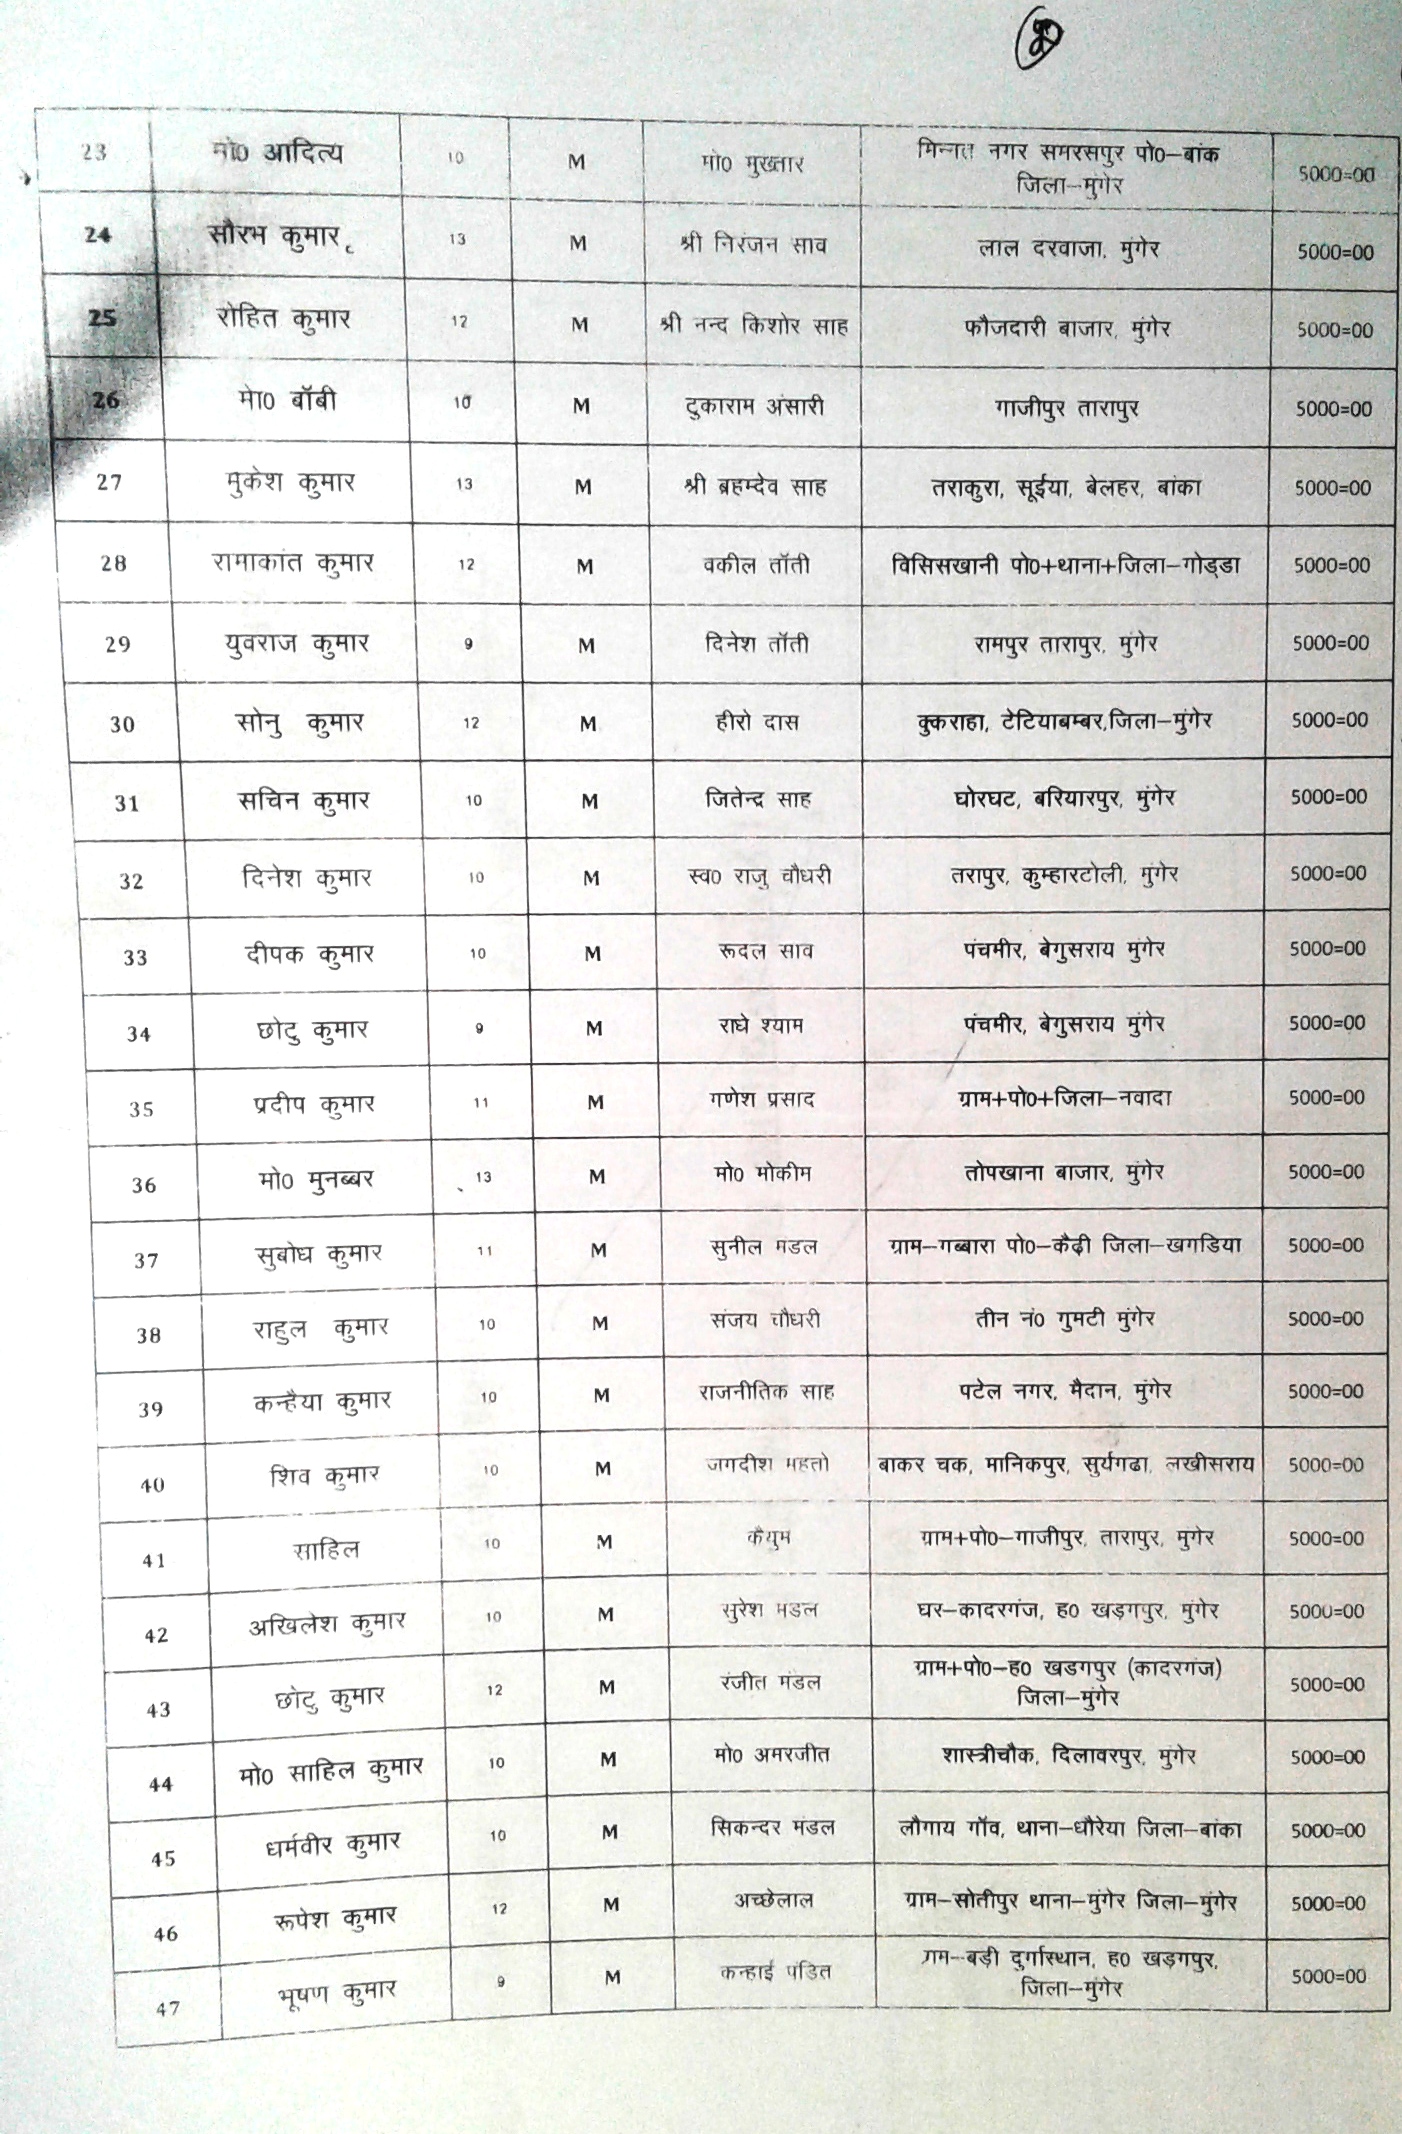 23 मो0 आदित्य 10 M मो0 मुख्तार मिन्नत नगर समरसपुर पो0–बांक
जिला–मुंगेर 5000=00
24 सौरभ कुमार 13 M श्री निरंजन साव लाल दरवाजा, मुंगेर 5000=00
25 रोहित कुमार 12 M श्री नन्द किशोर साह फौजदारी बाजार, मुंगेर 5000=00
26 मेा0 बॉबी 10 M टुकाराम अंसारी गाजीपुर तारापुर 5000=00
27 मुकेश कुमार 13 M श्री ब्रहम्देव साह तराकुरा, सूईया, बेलहर, बांका 5000=00
28 रामाकांत कुमार 12 M वकील तॉती विसिसखानी पो0+थाना+जिला–गोड्डा 5000=00
29 युवराज कुमार 9 M दिनेश तॉती रामपुर तारापुर, मुंगेर 5000=00
30 सोनु कुमार 12 M हीरो दास कुकराहा, टेटियाबम्बर,जिला–मुंगेर 5000=00
31 सचिन कुमार 10 M जितेन्द्र साह घोरघट, बरियारपुर, मुंगेर 5000=00
32 दिनेश कुमार 10 M स्व0 राजु चौधरी तरापुर, कुम्हारटोली, मुंगेर 5000=00
33 दीपक कुमार 10 M रूदल साव पंचमीर, बेगुसराय मुंगेर 5000=00
34 छोटु कुमार 9 M राधे श्याम पंचमीर, बेगुसराय मुंगेर 5000=00
35 प्रदीप कुमार 11 M गणेश प्रसाद ग्राम+पो0+जिला–नवादा 5000=00
36 मो0 मुनब्बर 13 M मो0 मोकीम तोपखाना बाजार, मुंगेर 5000=00
37 सुबोध कुमार 11 M सुनील मंडल ग्राम–गब्बारा पो0–कैढ़ी जिला–खगडिया 5000=00
38 राहुल कुमार 10 M संजय चौधरी तीन नं0 गुमटी मुंगेर 5000=00
39 कन्हैया कुमार 10 M राजनीतिक साह पटेल नगर, मैदान, मुंगेर 5000=00
40 शिव कुमार 10 M जगदीश महतो बाकर चक, मानिकपुर, सुर्यगढा, लखीसराय 5000=00
41 साहिल 10 M कैयुम ग्राम+पो0–गाजीपुर, तारापुर, मुंगेर 5000=00
42 अखिलेश कुमार 10 M सुरेश मंडल घर–कादरगंज, ह0 खड़गपुर, मुंगेर 5000=00
43 छोटु कुमार 12 M रंजीत मंडल ग्राम+पो0–ह0 खडगपुर (कादरगंज)
जिला–मुंगेर 5000=00
44 मो0 साहिल कुमार 10 M मो0 अमरजीत शास्त्रीचौक, दिलावरपुर, मुंगेर 5000=00
45 धर्मवीर कुमार 10 M सिकन्दर मंडल लौगाय गॉव, थाना–धौरेया जिला–बांका 5000=00
46 रूपेश कुमार 12 M अच्छेलाल ग्राम–सोतीपुर थाना–मुंगेर जिला–मुंगेर 5000=00
47 भूषण कुमार 9 M कन्हाई पंडित ग्रम–बड़ी दुर्गास्थान, ह0 खड़गपुर,
जिला–मुंगेर 5000=00